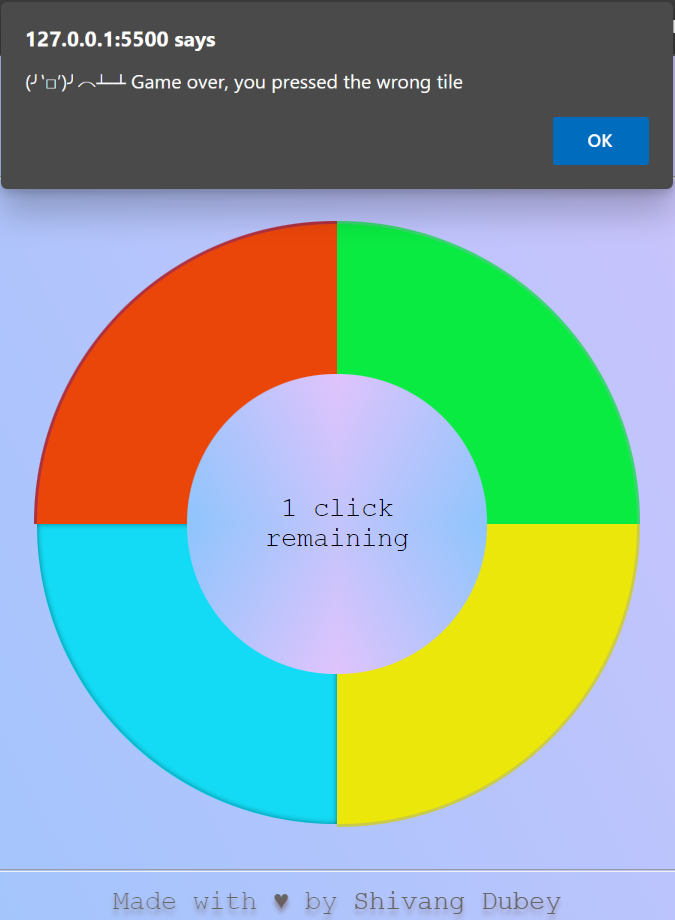 127.0.0.1:5500 says
(╯‵□′)╯︵┻━┻ Game over, you pressed the wrong tile
OK
1 click
remaining
Made with ♥ by Shivang Dubey